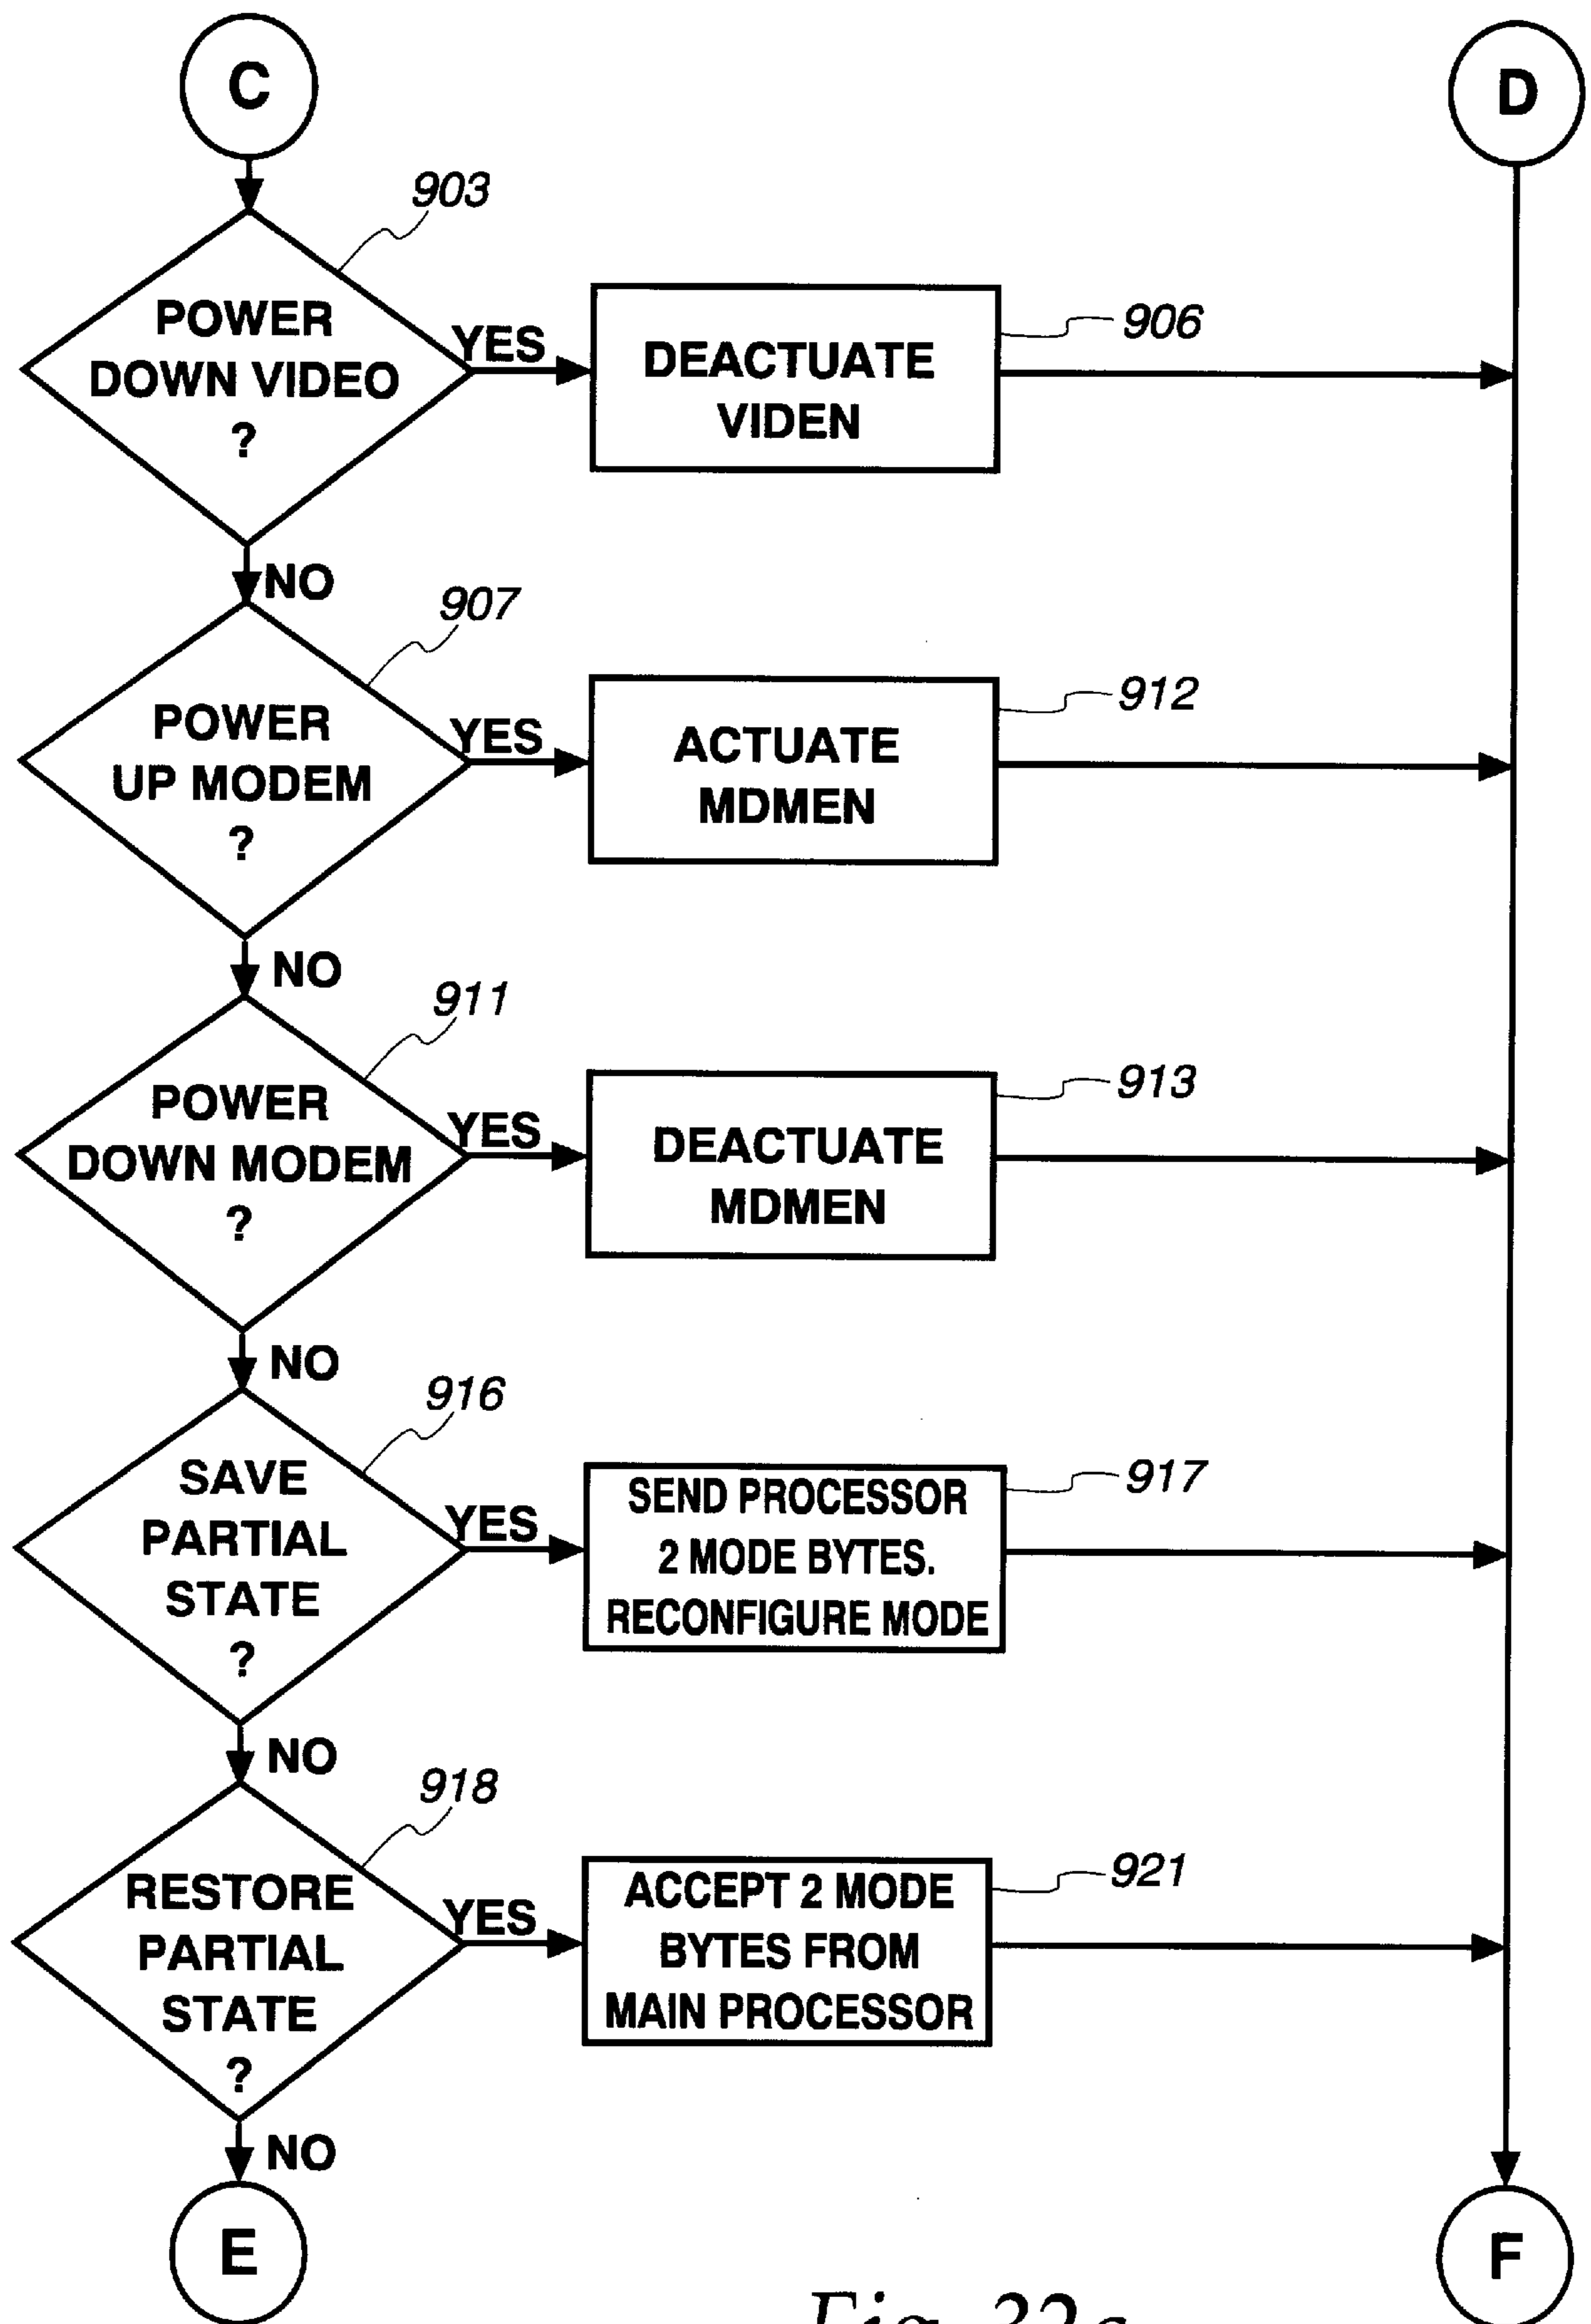 C
D
903
POWER
DOWN VIDEO
?
YES
DEACTUATE
VIDEN
906
NO
907
POWER
UP MODEM
?
YES
ACTUATE
MDMEN
912
NO
911
POWER
DOWN MODEM
?
YES
DEACTUATE
MDMEN
913
NO
916
SAVE
PARTIAL
STATE
?
YES
SEND PROCESSOR
2 MODE BYTES.
RECONFIGURE MODE
917
NO
918
RESTORE
PARTIAL
STATE
?
YES
ACCEPT 2 MODE
BYTES FROM
MAIN PROCESSOR
921
NO
E
F
Fig. 32c